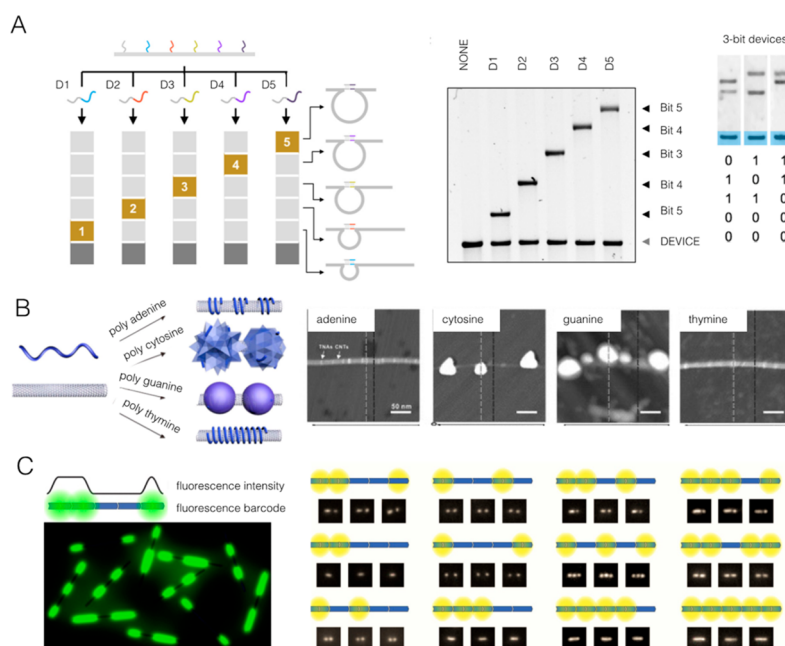 A
D1 D2 D3 D4 D5
5
4
3
2
1
NONE D1 D2 D3 D4 D5
Bit 5
Bit 4
Bit 3
Bit 4
Bit 5
DEVICE
3-bit devices
0 1 1
1 0 1
1 1 0
0 0 0
0 0 0
B
poly adenine
poly cytosine
poly guanine
poly thymine
adenine
TNAs CNTs
50 nm
cytosine
guanine
thymine
C
fluorescence intensity
fluorescence barcode